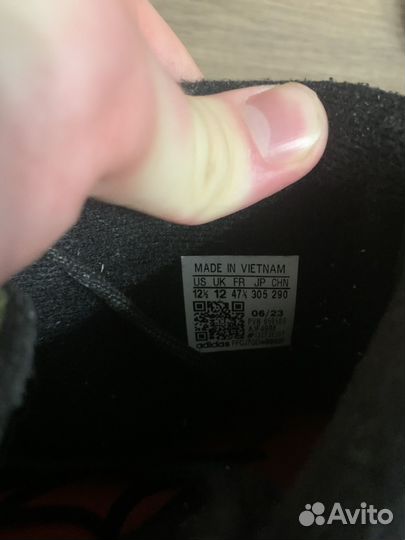 MADE IN VIETNAM
US UK FR JP CHN
12½ 12 47⅓ 305 290
06/23
adidas
Avito